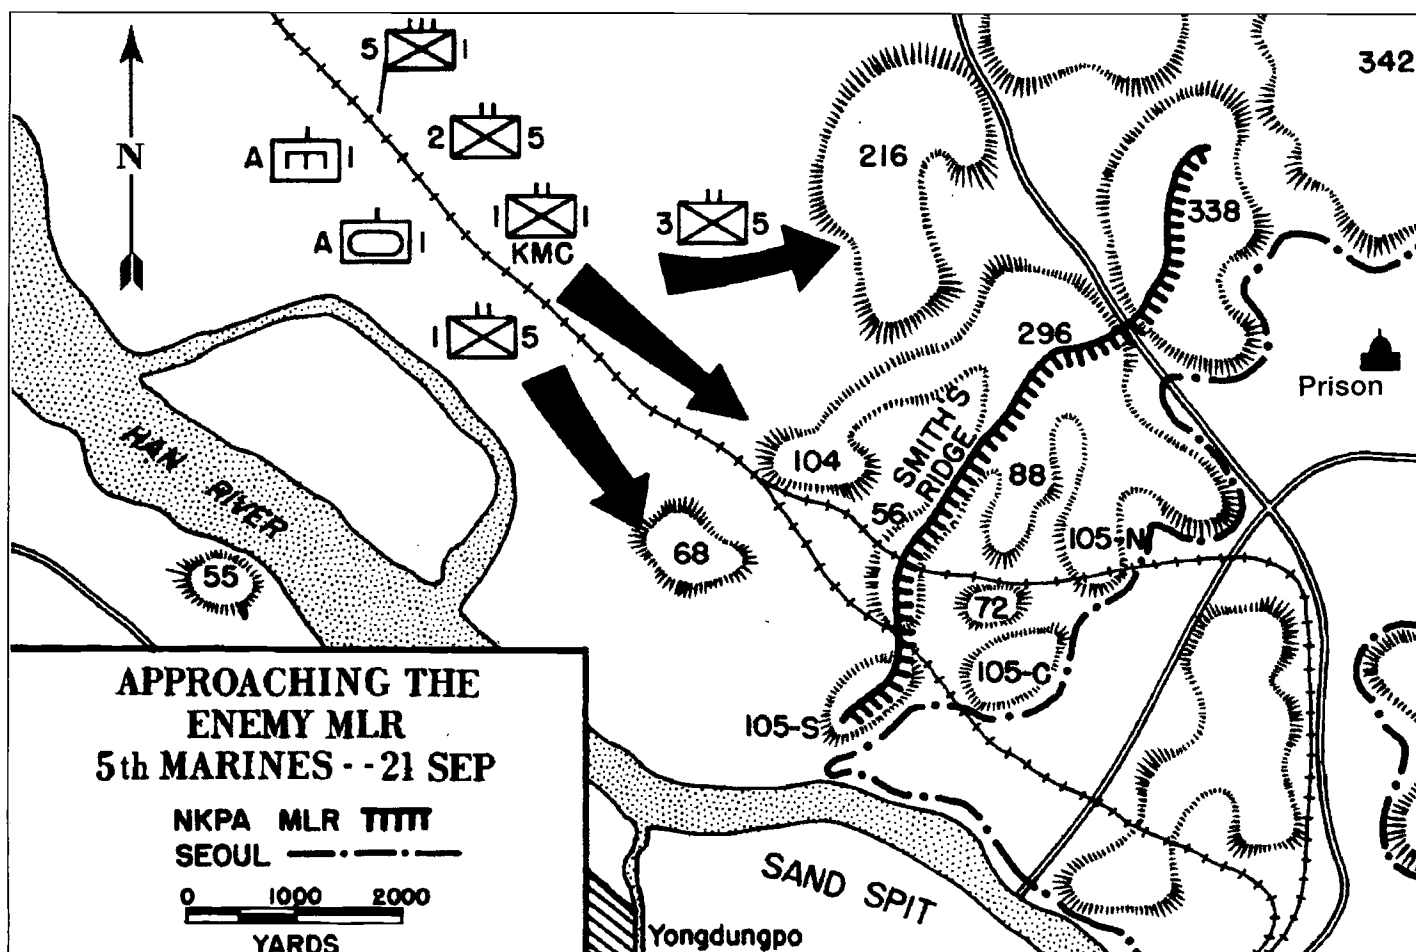 342
5 1
2 5
N
A 1
216
1 1
KMC
3 5
338
A 1
1 5
296
Prison
SMITH'S
RIDGE
HAN
RIVER
104
88
56
105-N
68
55
72
105-C
105-S
APPROACHING THE
ENEMY MLR
5th MARINES - - 21 SEP
NKPA MLR
SEOUL
0 1000 2000
YARDS
SAND SPIT
Yongdungpo